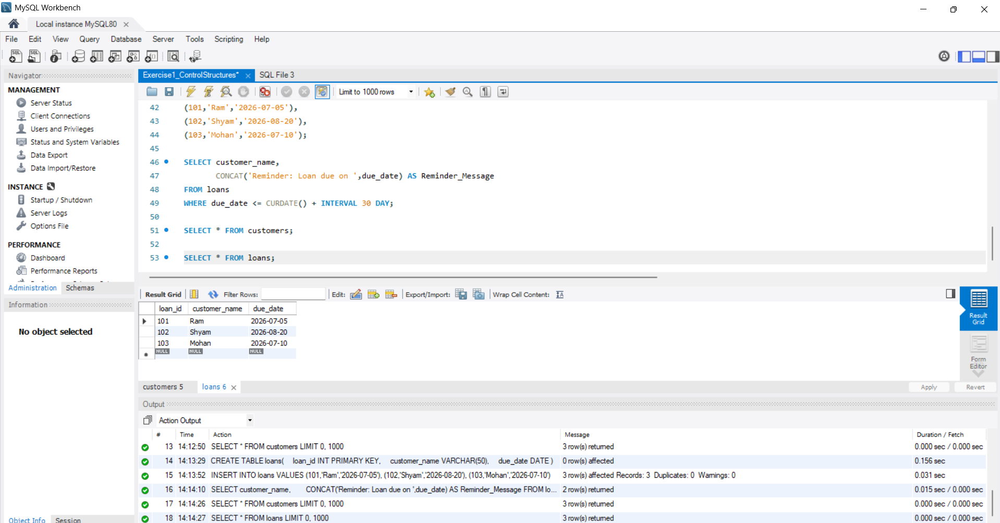 MySQL Workbench
Local instance MySQL80
File Edit View Query Database Server Tools Scripting Help
Navigator
MANAGEMENT
Server Status
Client Connections
Users and Privileges
Status and System Variables
Data Export
Data Import/Restore
INSTANCE
Startup / Shutdown
Server Logs
Options File
PERFORMANCE
Dashboard
Performance Reports
Administration Schemas
Information
No object selected
Object Info Session
Exercise1_ControlStructures* SQL File 3
Limit to 1000 rows
42 (101,'Ram','2026-07-05'),
43 (102,'Shyam','2026-08-20'),
44 (103,'Mohan','2026-07-10');
45
46 SELECT customer_name,
47 CONCAT('Reminder: Loan due on ',due_date) AS Reminder_Message
48 FROM loans
49 WHERE due_date <= CURDATE() + INTERVAL 30 DAY;
50
51 SELECT * FROM customers;
52
53 SELECT * FROM loans;
Result Grid Filter Rows: Edit: Export/Import: Wrap Cell Content:
loan_id customer_name due_date
101 Ram 2026-07-05
102 Shyam 2026-08-20
103 Mohan 2026-07-10
NULL NULL NULL
Result
Grid
Form
Editor
customers 5 loans 6
Apply Revert
Output
Action Output
# Time Action Message Duration / Fetch
13 14:12:50 SELECT * FROM customers LIMIT 0, 1000 3 row(s) returned 0.000 sec / 0.000 sec
14 14:13:29 CREATE TABLE loans( loan_id INT PRIMARY KEY, customer_name VARCHAR(50), due_date DATE ) 0 row(s) affected 0.156 sec
15 14:13:52 INSERT INTO loans VALUES (101,'Ram','2026-07-05'), (102,'Shyam','2026-08-20'), (103,'Mohan','2026-07-10') 3 row(s) affected Records: 3 Duplicates: 0 Warnings: 0 0.031 sec
16 14:14:10 SELECT customer_name, CONCAT('Reminder: Loan due on ',due_date) AS Reminder_Message FROM lo... 2 row(s) returned 0.015 sec / 0.000 sec
17 14:14:26 SELECT * FROM customers LIMIT 0, 1000 3 row(s) returned 0.000 sec / 0.000 sec
18 14:14:27 SELECT * FROM loans LIMIT 0, 1000 3 row(s) returned 0.000 sec / 0.000 sec